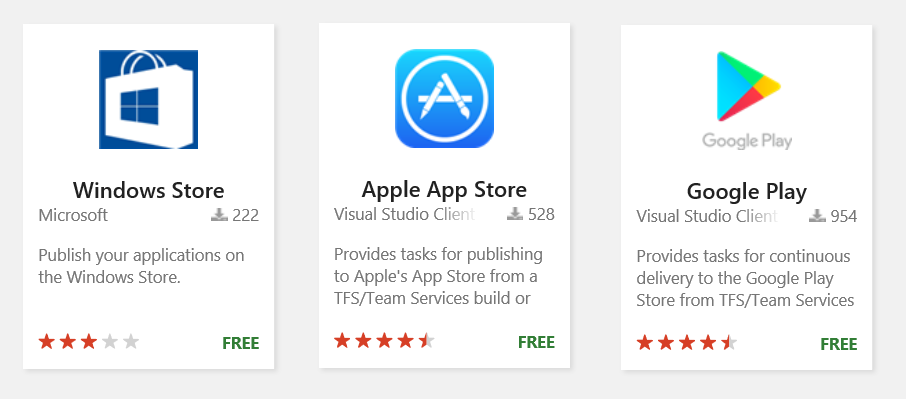 Windows Store
Microsoft 222
Publish your applications on
the Windows Store.
FREE
Apple App Store
Visual Studio Client 528
Provides tasks for publishing
to Apple's App Store from a
TFS/Team Services build or
FREE
Google Play
Google Play
Visual Studio Client 954
Provides tasks for continuous
delivery to the Google Play
Store from TFS/Team Services
FREE